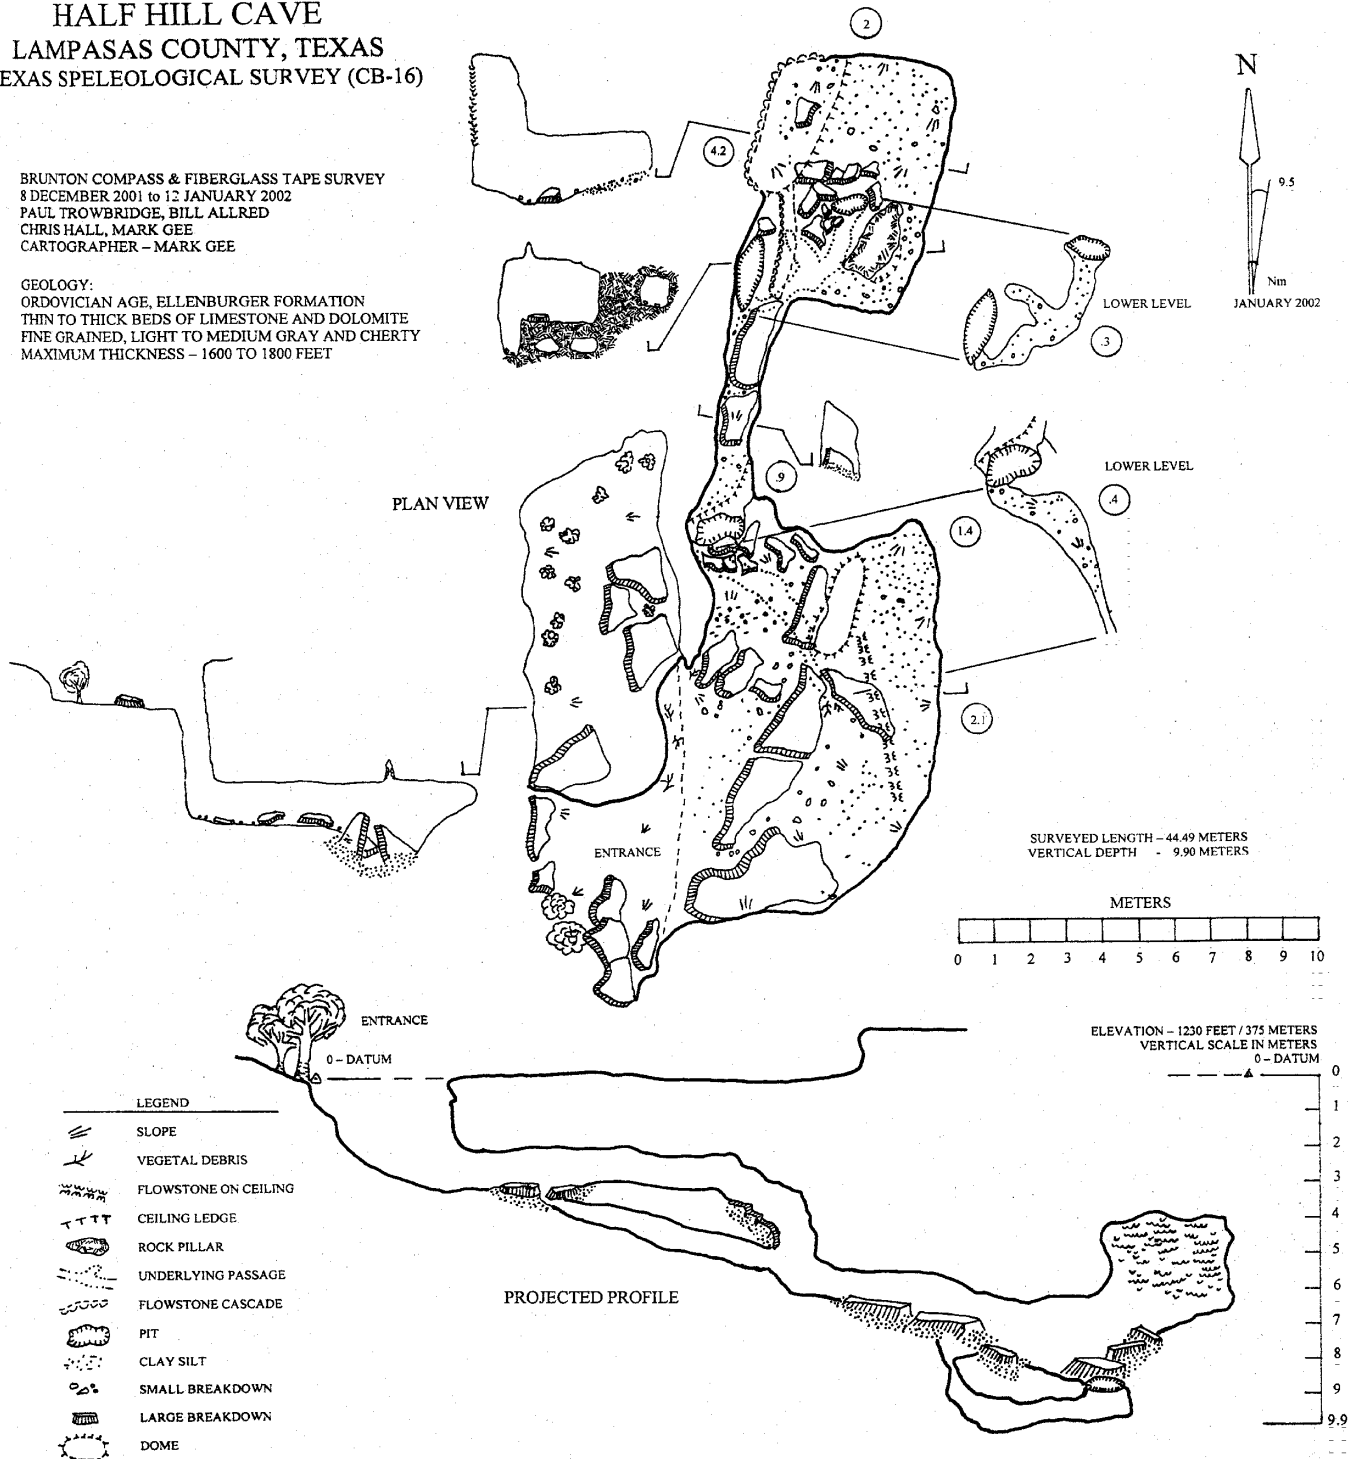 HALF HILL CAVE
LAMPASAS COUNTY, TEXAS
EXAS SPELEOLOGICAL SURVEY (CB-16)
BRUNTON COMPASS & FIBERGLASS TAPE SURVEY
8 DECEMBER 2001 to 12 JANUARY 2002
PAUL TROWBRIDGE, BILL ALLRED
CHRIS HALL, MARK GEE
CARTOGRAPHER – MARK GEE
GEOLOGY:
ORDOVICIAN AGE, ELLENBURGER FORMATION
THIN TO THICK BEDS OF LIMESTONE AND DOLOMITE
FINE GRAINED, LIGHT TO MEDIUM GRAY AND CHERTY
MAXIMUM THICKNESS – 1600 TO 1800 FEET
2
4.2
N
9.5
Nm
JANUARY 2002
LOWER LEVEL
.3
LOWER LEVEL
.4
.9
1.4
2.1
PLAN VIEW
ENTRANCE
SURVEYED LENGTH – 44.49 METERS
VERTICAL DEPTH - 9.90 METERS
METERS
0 1 2 3 4 5 6 7 8 9 10
ENTRANCE
0 – DATUM
ELEVATION – 1230 FEET / 375 METERS
VERTICAL SCALE IN METERS
0 – DATUM
0
1
2
3
4
5
6
7
8
9
9.9
PROJECTED PROFILE
LEGEND
SLOPE
VEGETAL DEBRIS
FLOWSTONE ON CEILING
CEILING LEDGE
ROCK PILLAR
UNDERLYING PASSAGE
FLOWSTONE CASCADE
PIT
CLAY SILT
SMALL BREAKDOWN
LARGE BREAKDOWN
DOME